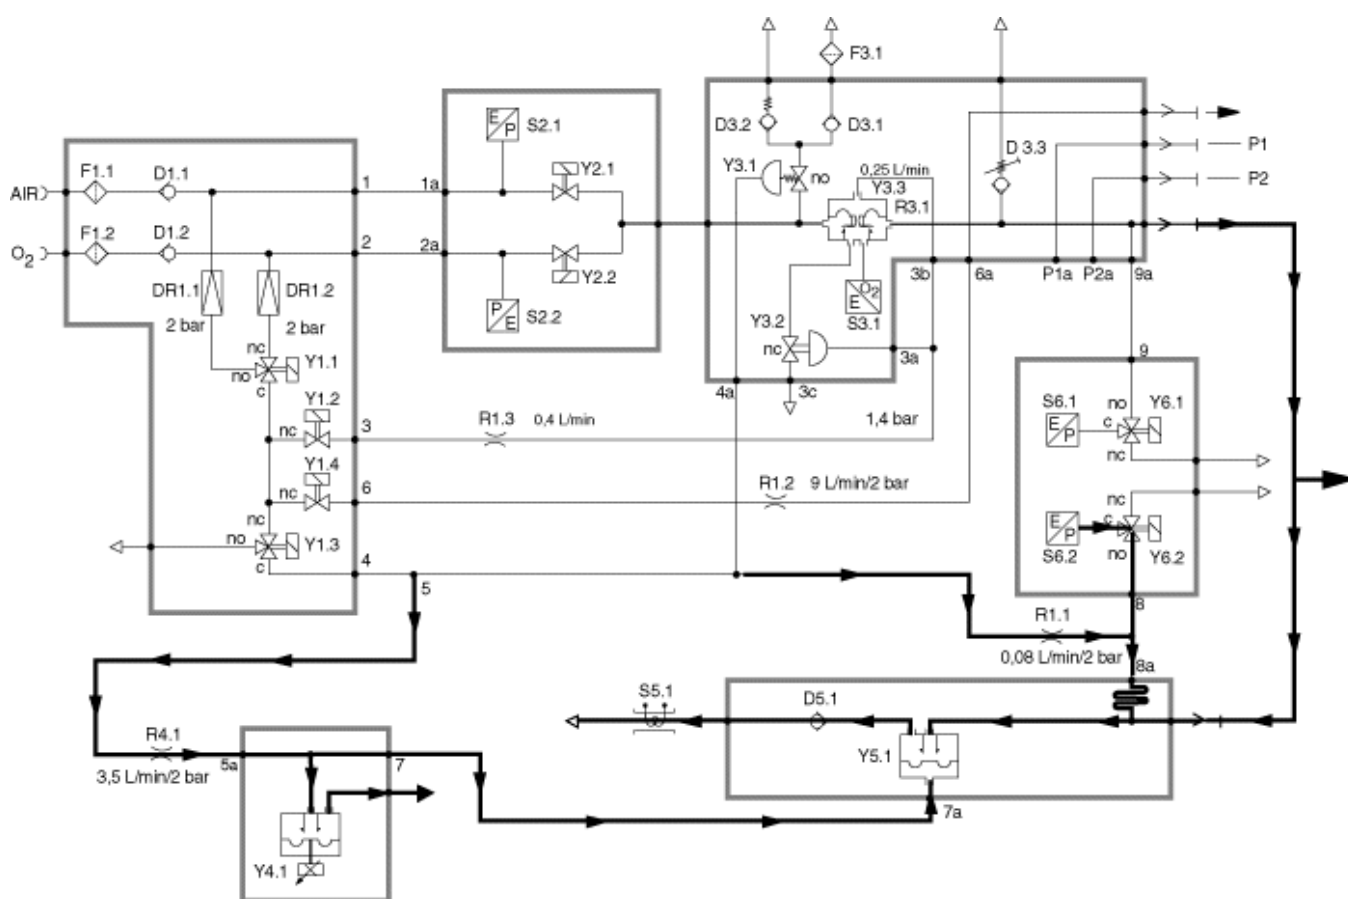 F3.1
E
P
S2.1
D3.2
D3.1
D 3.3
P1
P2
F1.1
D1.1
AIR
1
1a
Y2.1
Y3.1
no
0,25 L/min
Y3.3
R3.1
F1.2
D1.2
O2
2
2a
Y2.2
DR1.1
DR1.2
2 bar
2 bar
P
E
S2.2
3b
6a
P1a
P2a
9a
O2
E
S3.1
Y3.2
nc
3a
nc
no
Y1.1
c
4a
3c
9
Y1.2
nc
3
R1.3
0,4 L/min
1,4 bar
S6.1
E
P
no
c
Y6.1
nc
Y1.4
nc
6
R1.2
9 L/min/2 bar
nc
no
Y1.3
c
4
5
nc
c
E
P
S6.2
no
Y6.2
8
R1.1
0,08 L/min/2 bar
8a
S5.1
D5.1
R4.1
3,5 L/min/2 bar
5a
7
Y5.1
7a
Y4.1